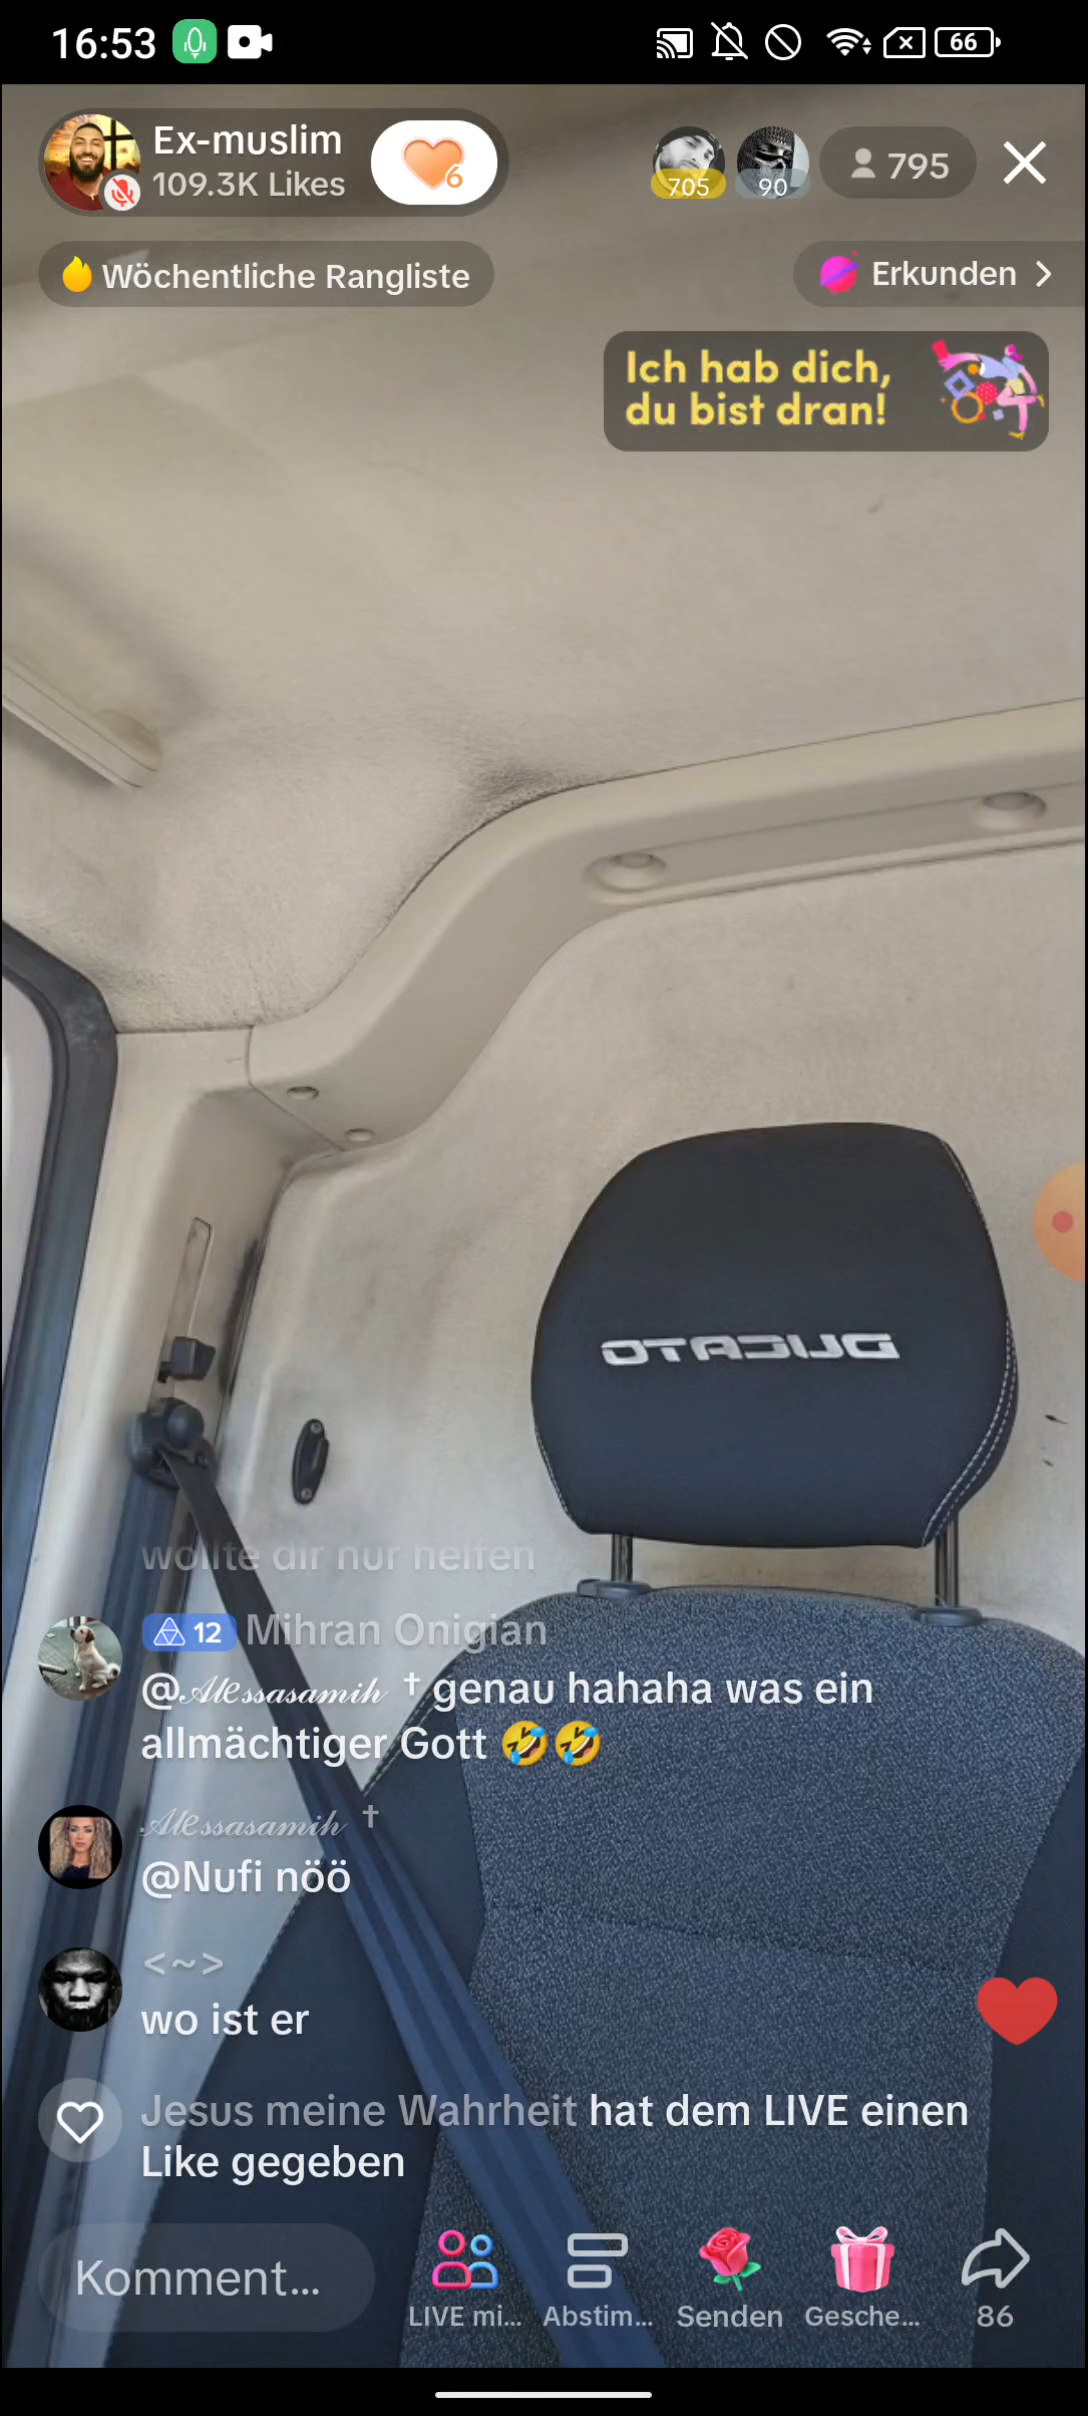 16:53
66
Ex-muslim
109.3K Likes
6
705
90
795
Wöchentliche Rangliste
Erkunden
Ich hab dich,
du bist dran!
DUCATO
wollte dir nur helfen
12 Mihran Onigian
@𝒜𝓁𝑒𝓈𝓈𝒶𝓈𝒶𝓂𝒾𝒽 † genau hahaha was ein
allmächtiger Gott 🤣🤣
𝒜𝓁𝑒𝓈𝓈𝒶𝓈𝒶𝓂𝒾𝒽 †
@Nufi nöö
<~>
wo ist er
Jesus meine Wahrheit hat dem LIVE einen
Like gegeben
Komment...
LIVE mi...
Abstim...
Senden
Gesche...
86